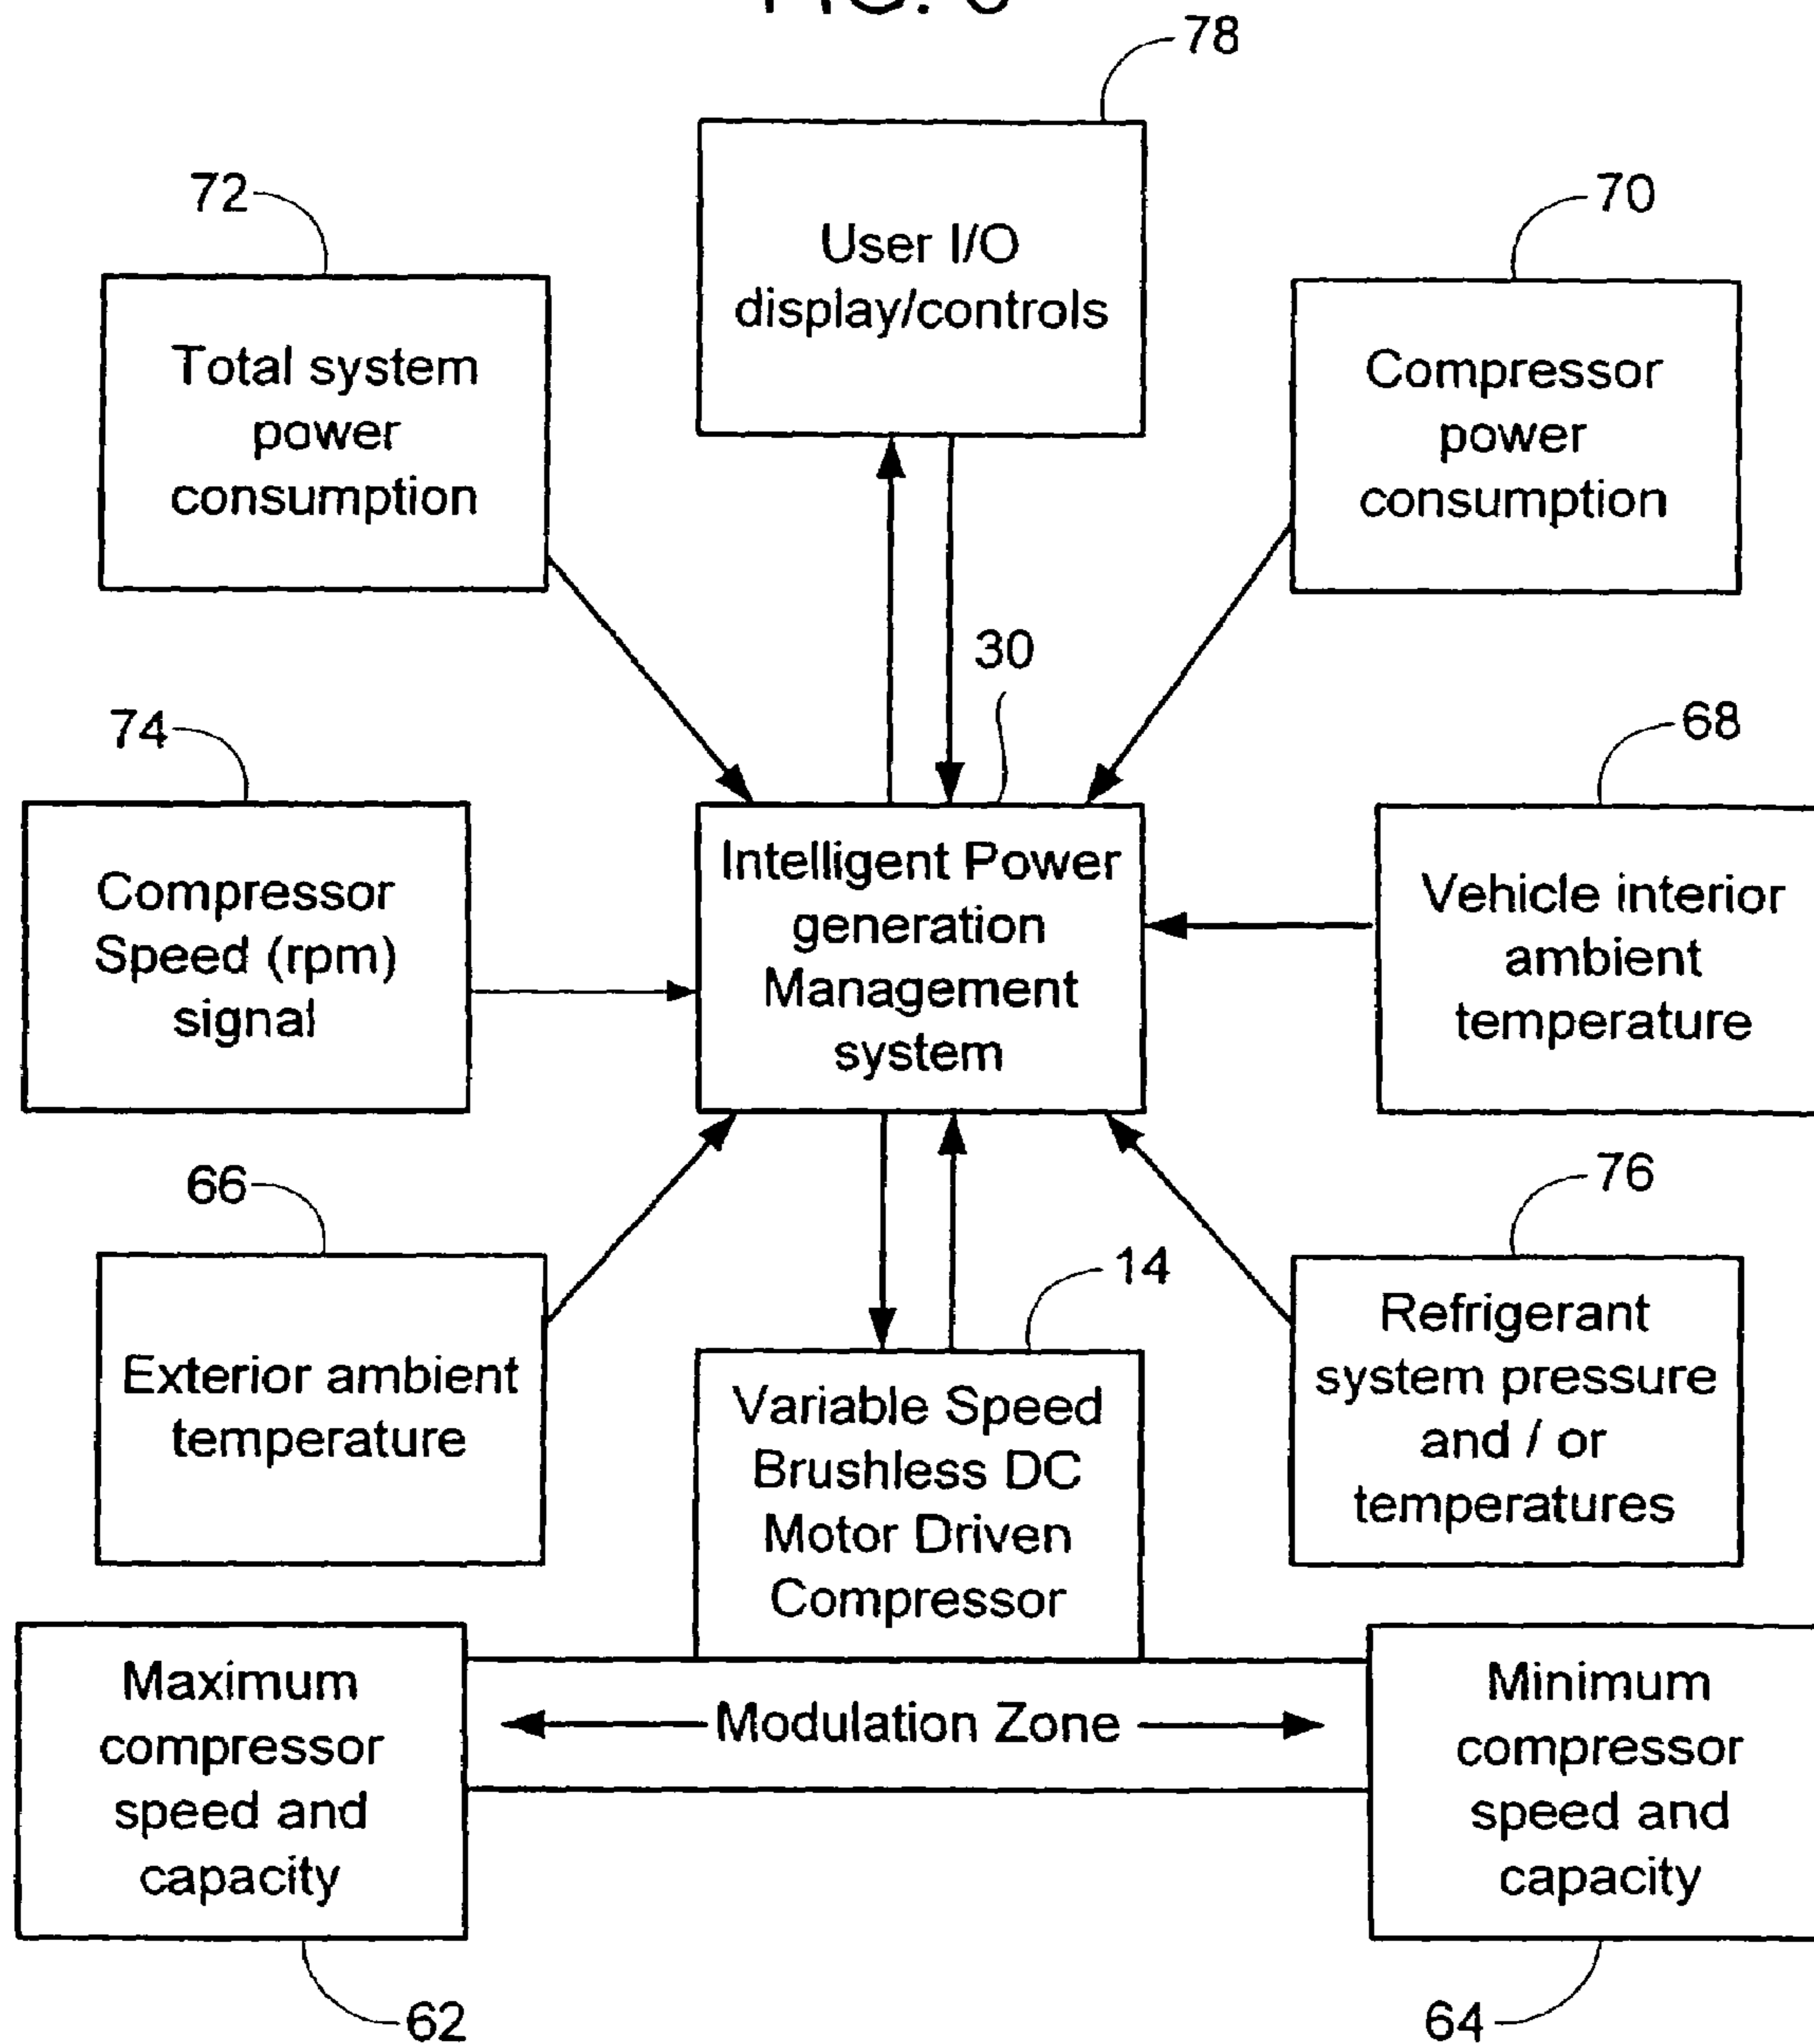 78
72
70
User I/O
display/controls
Total system
power
consumption
Compressor
power
consumption
30
74
68
Intelligent Power
generation
Management
system
Compressor
Speed (rpm)
signal
Vehicle interior
ambient
temperature
66
76
14
Exterior ambient
temperature
Variable Speed
Brushless DC
Motor Driven
Compressor
Refrigerant
system pressure
and / or
temperatures
Maximum
compressor
speed and
capacity
Modulation Zone
Minimum
compressor
speed and
capacity
62
64